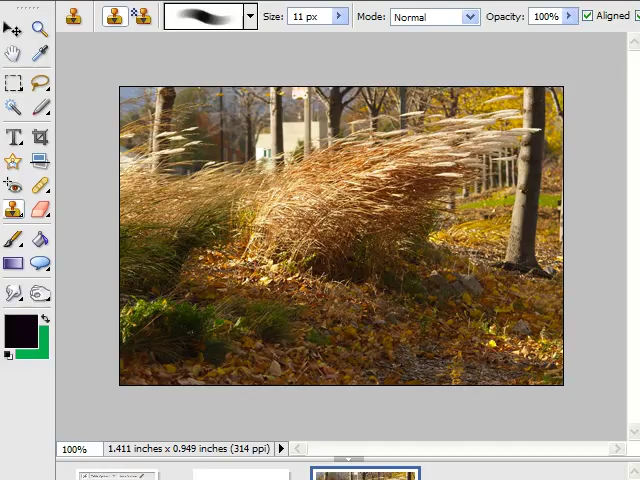 Size: 11 px Mode: Normal Opacity: 100% Aligned
T
100% 1.411 inches x 0.949 inches (314 ppi)